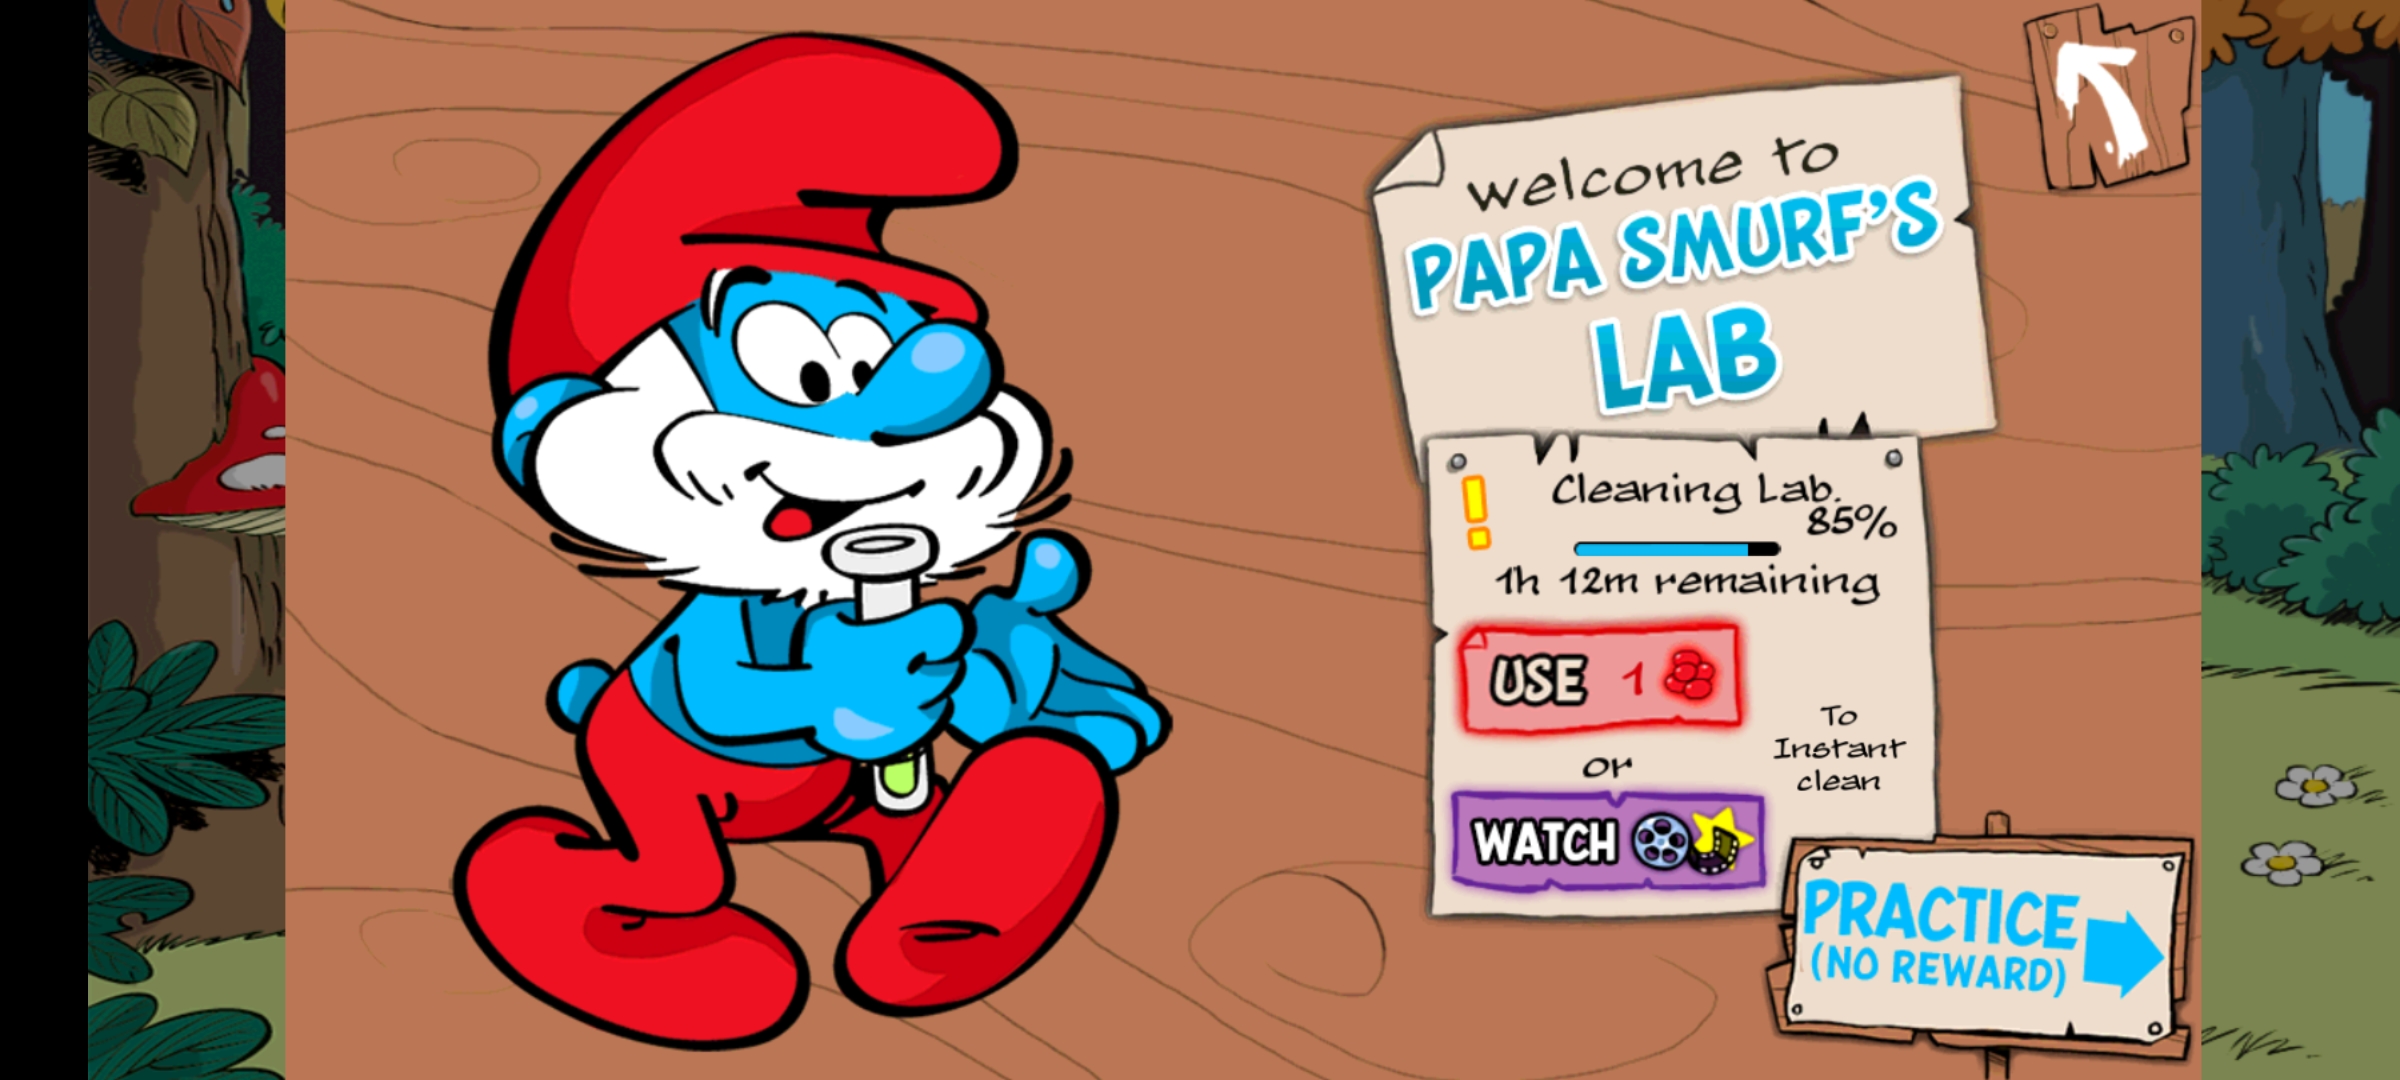 Welcome to
PAPA SMURF'S
LAB
Cleaning Lab.
85%
1h 12m remaining
USE 1
or
To
Instant
clean
WATCH
PRACTICE
(NO REWARD)